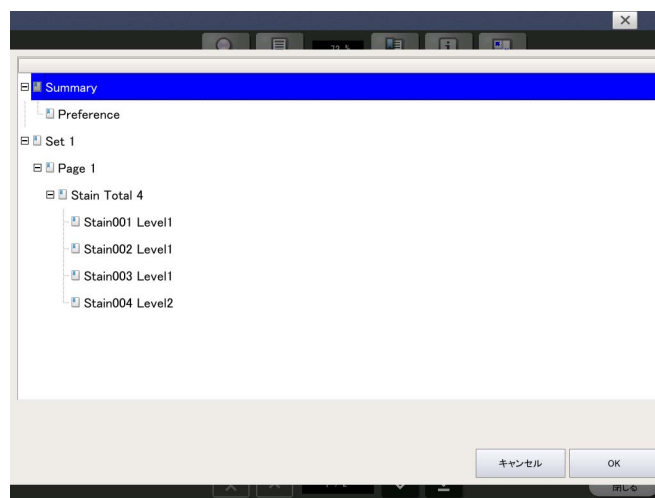 Summary
Preference
Set 1
Page 1
Stain Total 4
Stain001 Level1
Stain002 Level1
Stain003 Level1
Stain004 Level2
キャンセル
OK
閉じる